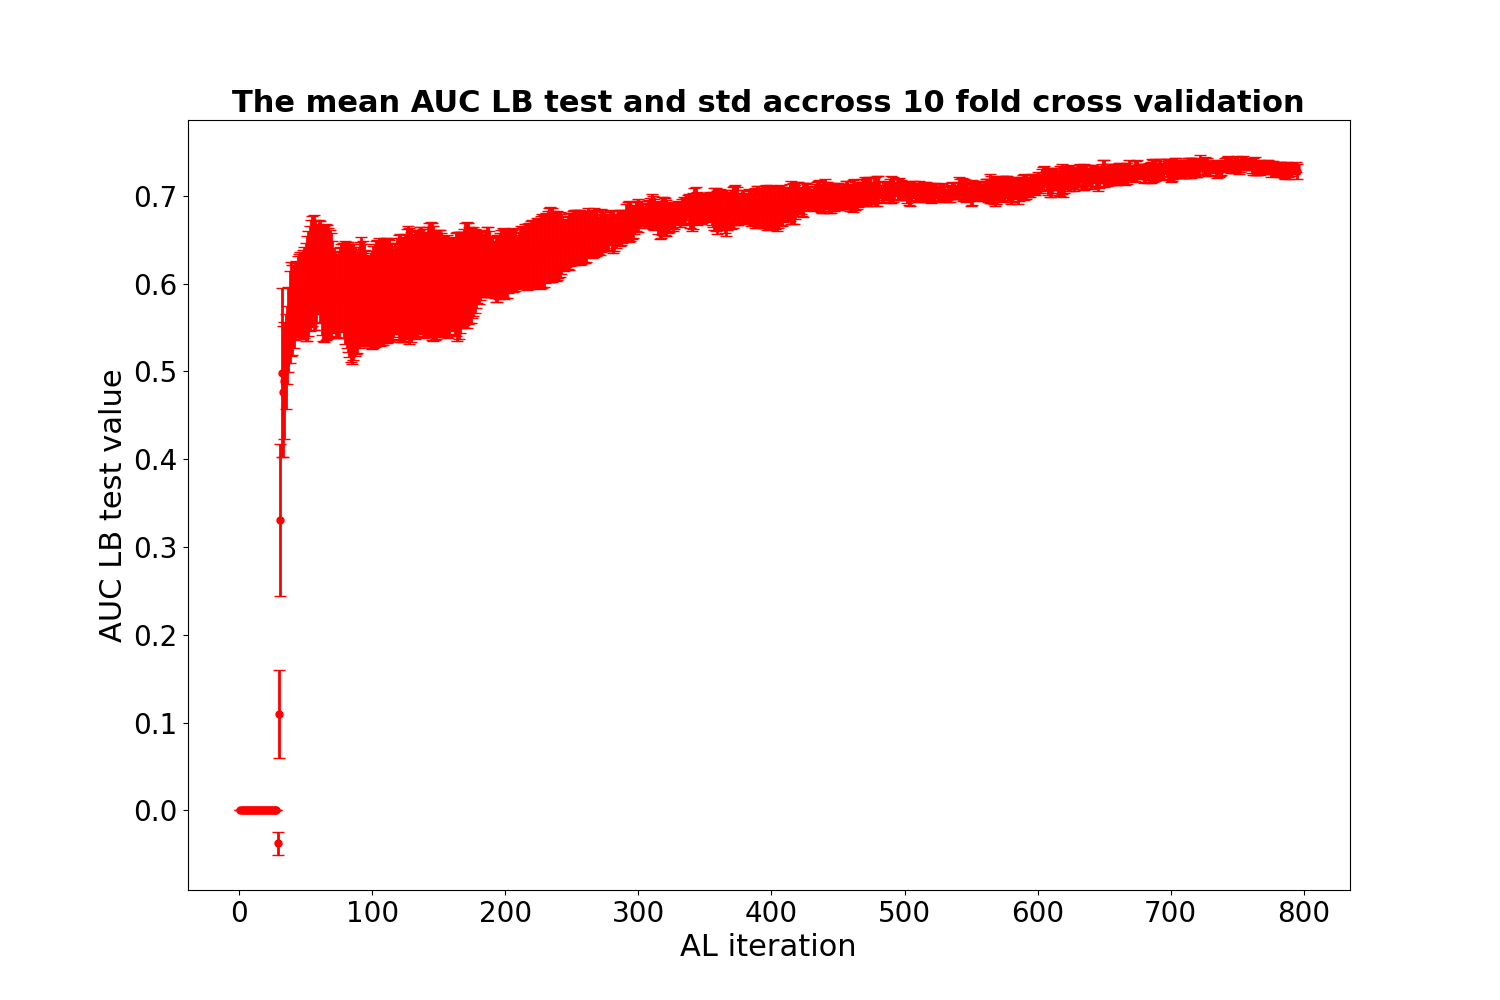 The mean AUC LB test and std accross 10 fold cross validation
AUC LB test value
0.7
0.6
0.5
0.4
0.3
0.2
0.1
0.0
0 100 200 300 400 500 600 700 800
AL iteration